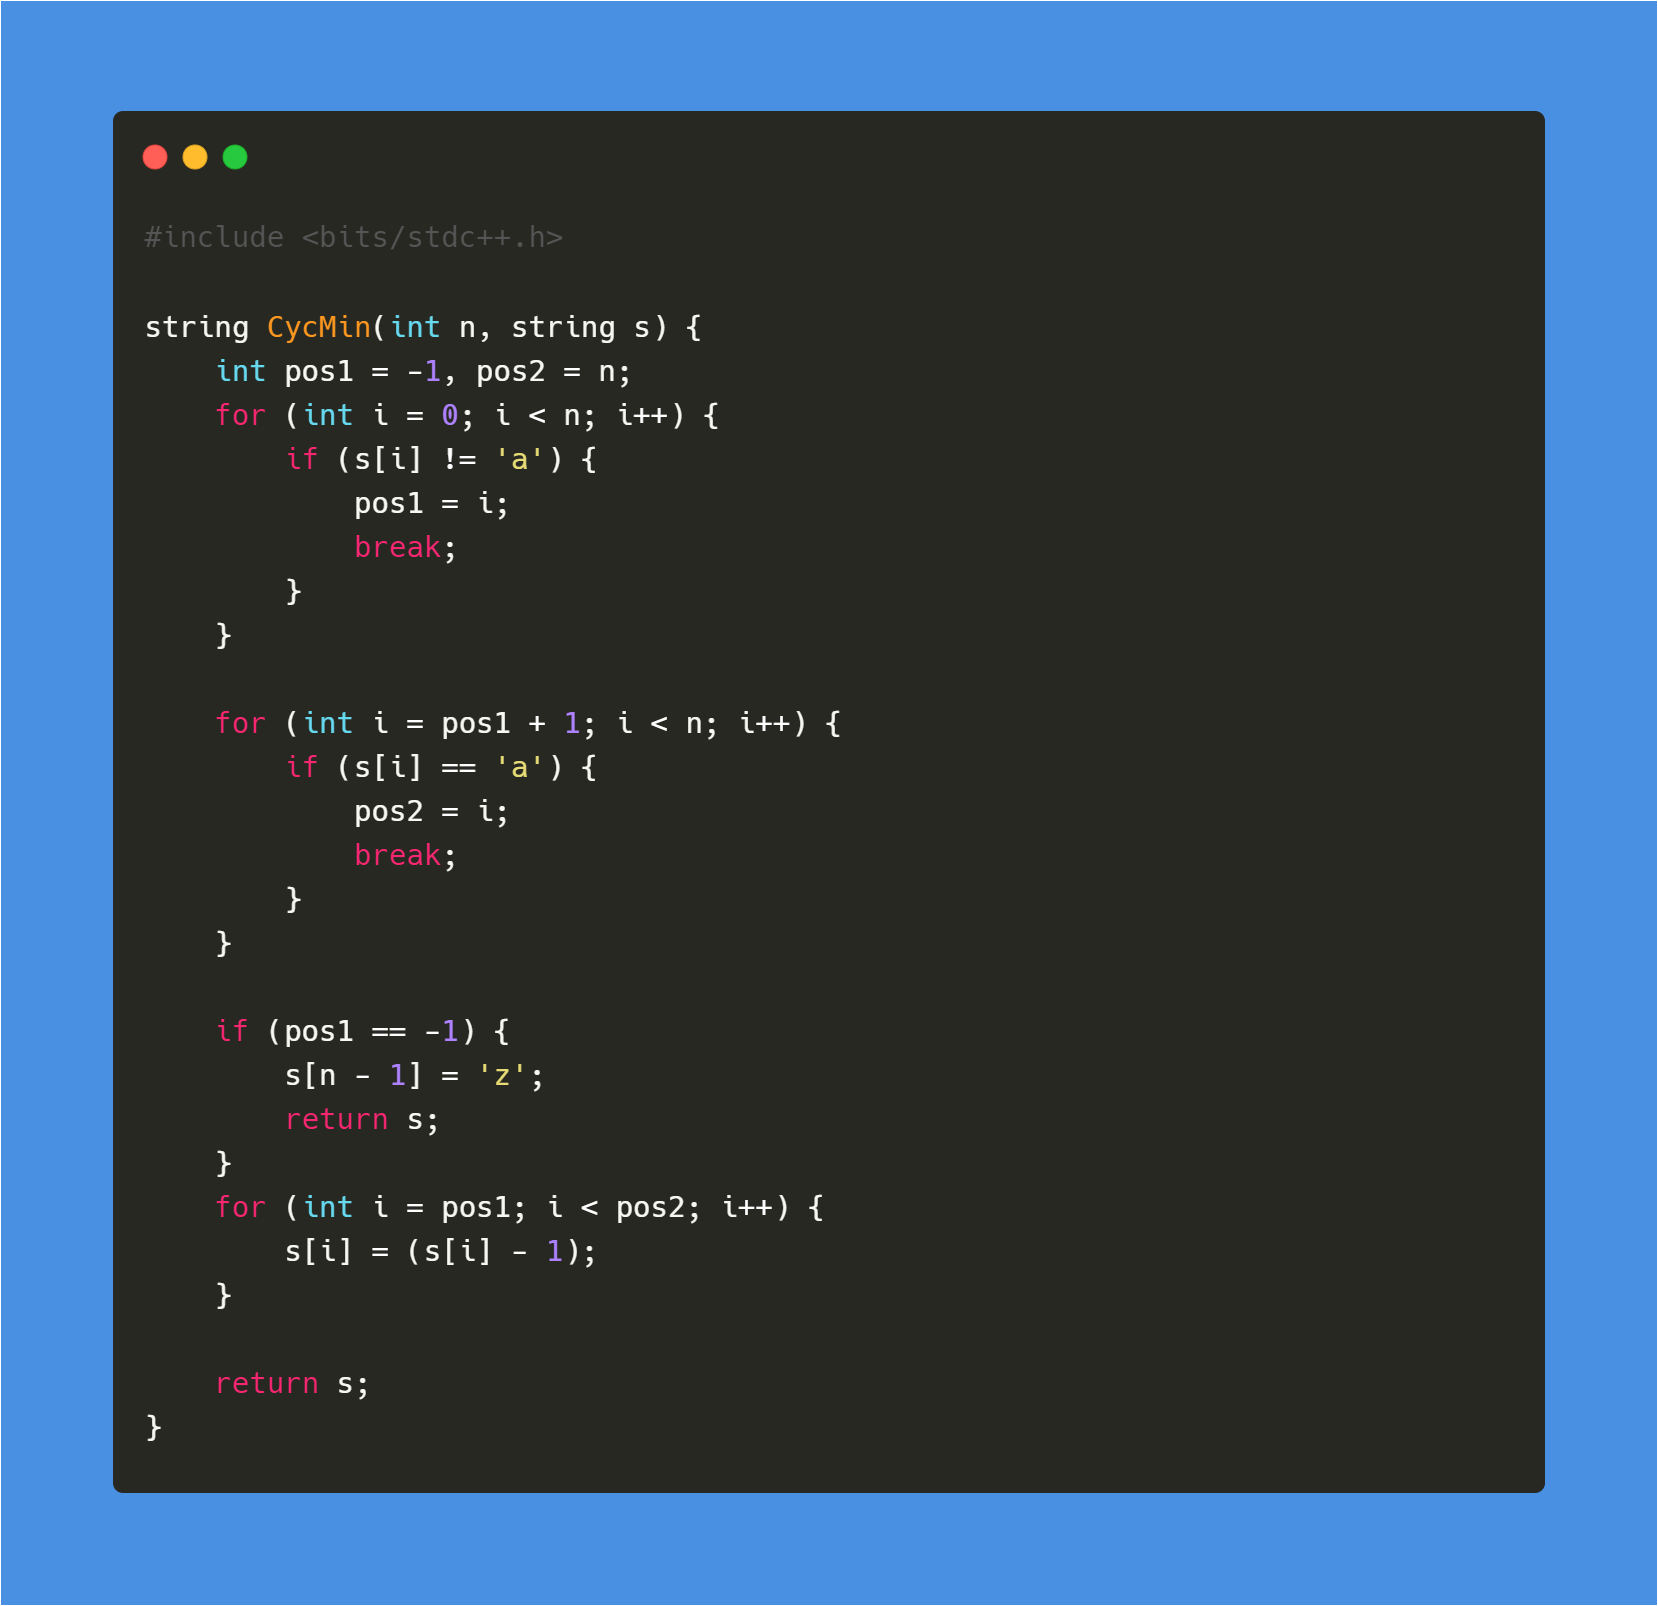 #include <bits/stdc++.h>

string CycMin(int n, string s) {
    int pos1 = -1, pos2 = n;
    for (int i = 0; i < n; i++) {
        if (s[i] != 'a') {
            pos1 = i;
            break;
        }
    }

    for (int i = pos1 + 1; i < n; i++) {
        if (s[i] == 'a') {
            pos2 = i;
            break;
        }
    }

    if (pos1 == -1) {
        s[n - 1] = 'z';
        return s;
    }
    for (int i = pos1; i < pos2; i++) {
        s[i] = (s[i] - 1);
    }

    return s;
}